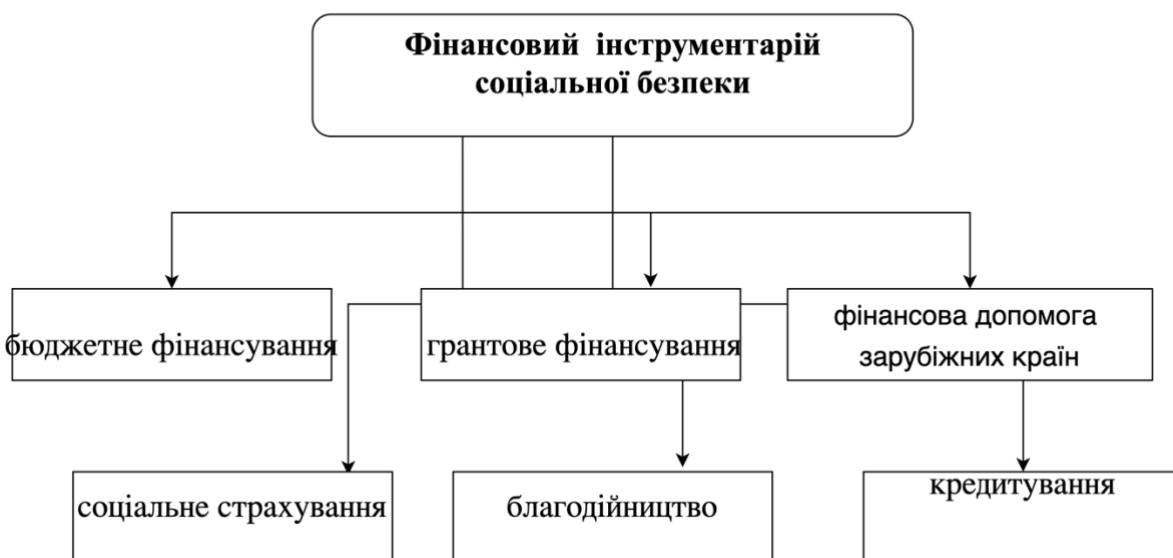 Фінансовий інструментарій
соціальної безпеки
бюджетне фінансування
грантове фінансування
фінансова допомога
зарубіжних країн
соціальне страхування
благодійництво
кредитування